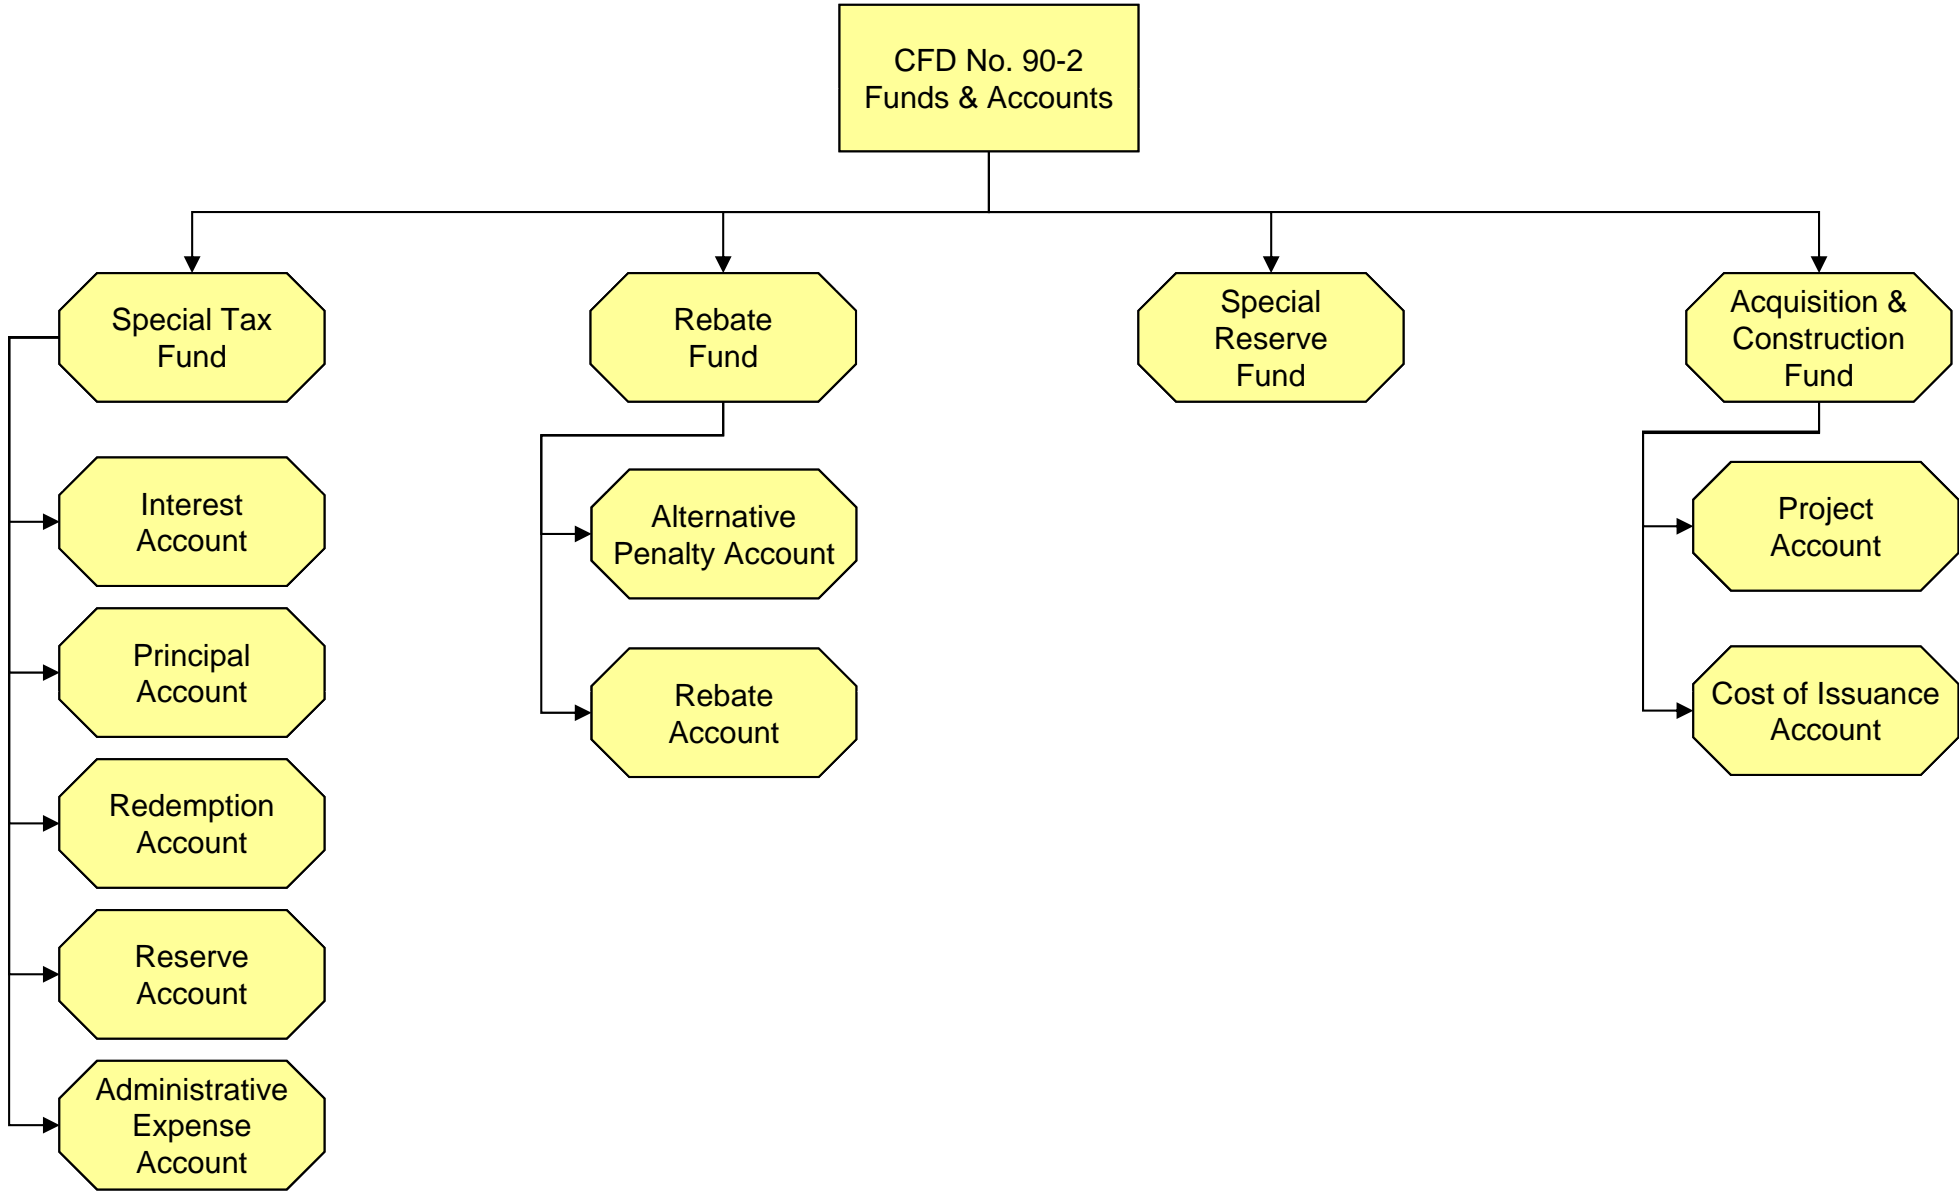 CFD No. 90-2
Funds & Accounts
Special Tax
Fund
Rebate
Fund
Special
Reserve
Fund
Acquisition &
Construction
Fund
Interest
Account
Principal
Account
Redemption
Account
Reserve
Account
Administrative
Expense
Account
Alternative
Penalty Account
Rebate
Account
Project
Account
Cost of Issuance
Account